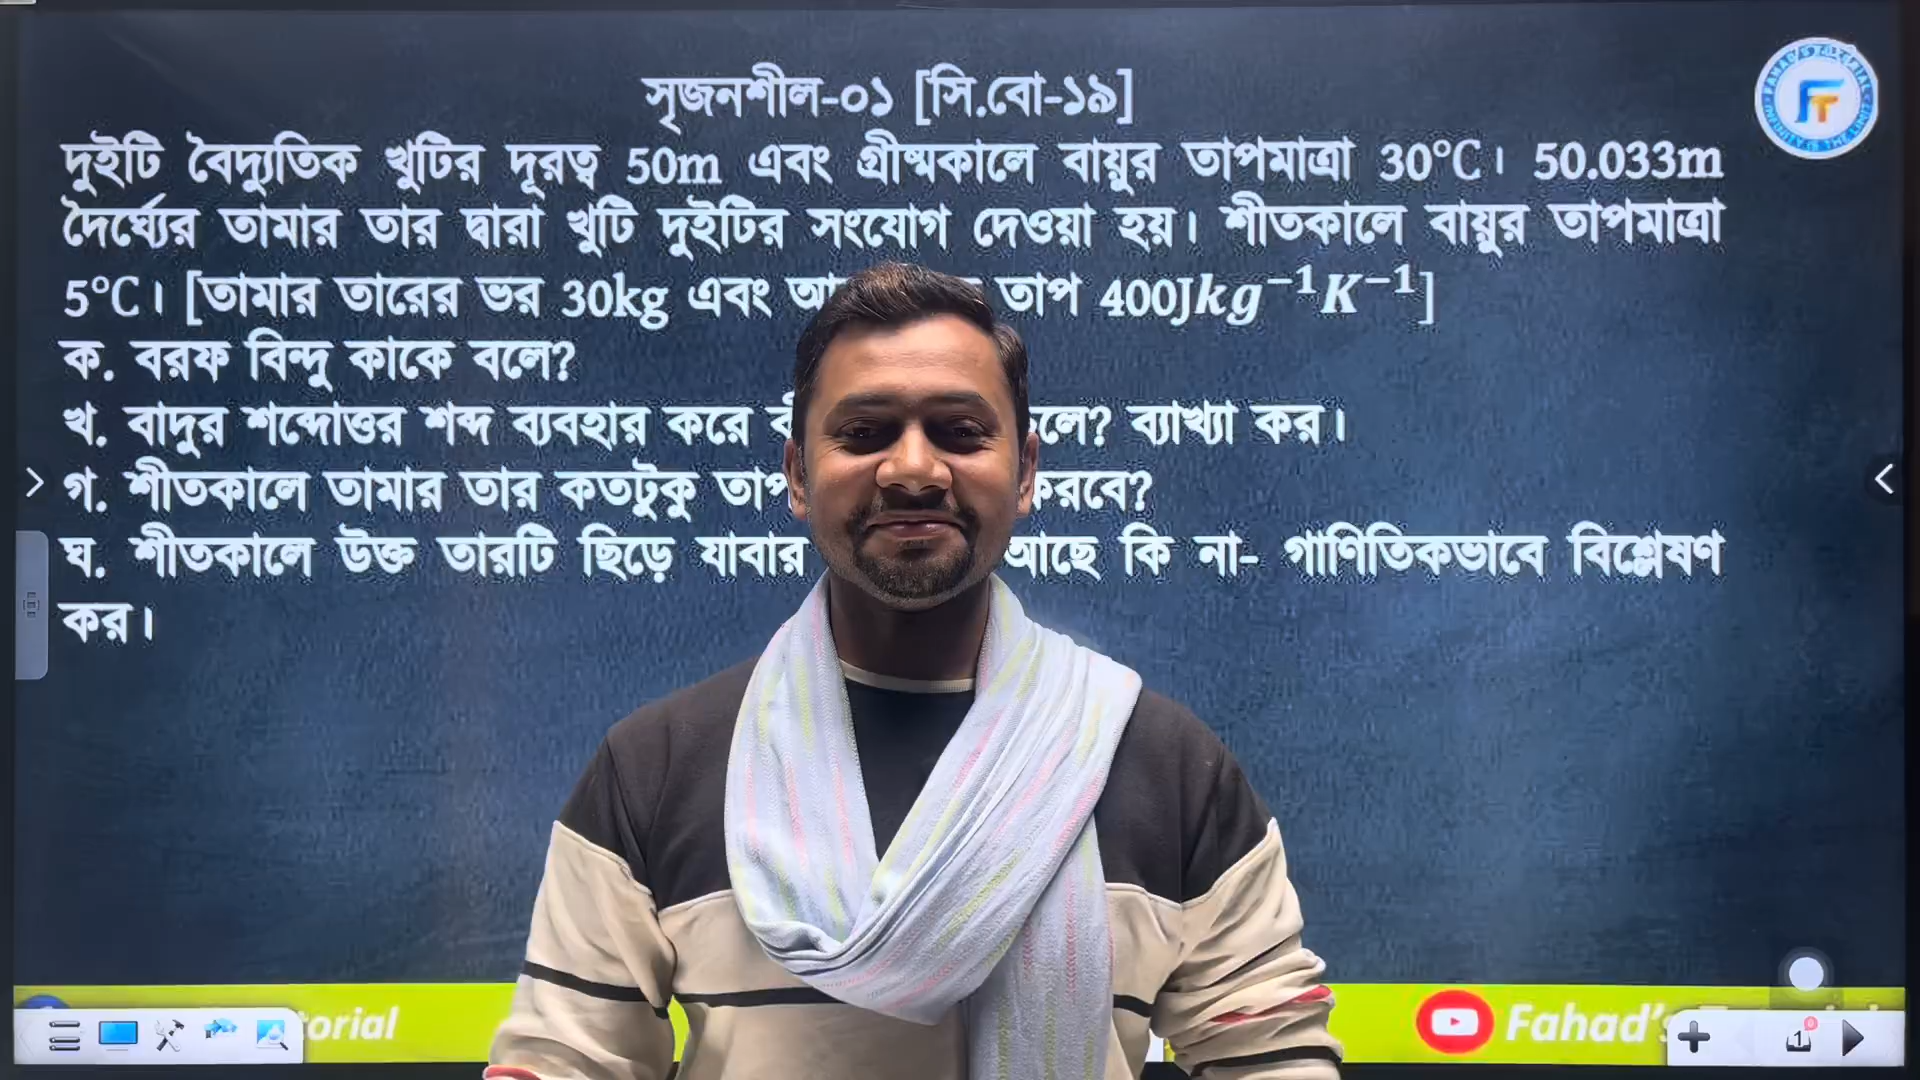 সৃজনশীল-০১ [সি.বো-১৯]
দুইটি বৈদ্যুতিক খুটির দূরত্ব 50m এবং গ্রীষ্মকালে বায়ুর তাপমাত্রা 30°C। 50.033m
দৈর্ঘ্যের তামার তার দ্বারা খুটি দুইটির সংযোগ দেওয়া হয়। শীতকালে বায়ুর তাপমাত্রা
5°C। [তামার তারের ভর 30kg এবং তাপ 400Jkg⁻¹K⁻¹]
ক. বরফ বিন্দু কাকে বলে?
খ. বাদুর শব্দোত্তর শব্দ ব্যবহার করে ব্যাখ্যা কর।
গ. শীতকালে তামার তার কতটুকু করবে?
ঘ. শীতকালে উক্ত তারটি ছিড়ে যাবার আছে কি না- গাণিতিকভাবে বিশ্লেষণ
কর।
Fahad's